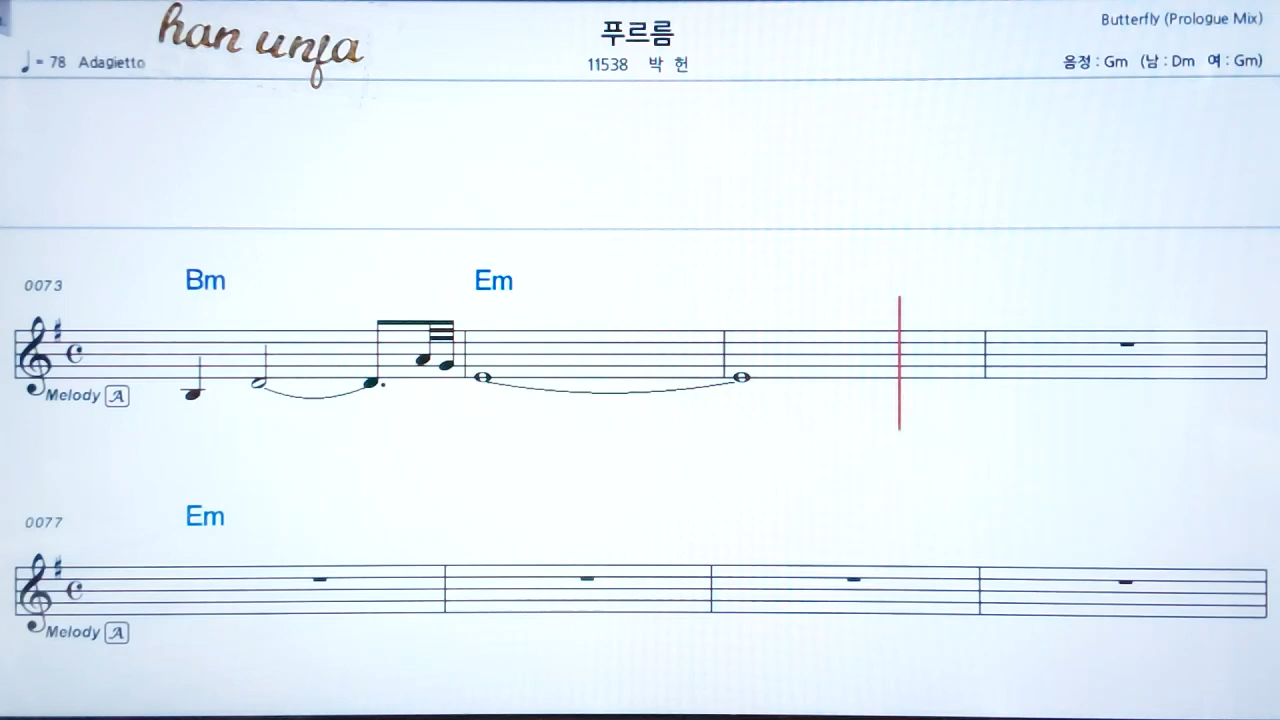 han unfa
푸르름
Butterfly (Prologue Mix)
♩= 78 Adagietto
11538 박 헌
음정 : Gm (남 : Dm 여 : Gm)
0073
Bm
Em
Melody A
0077
Em
Melody A